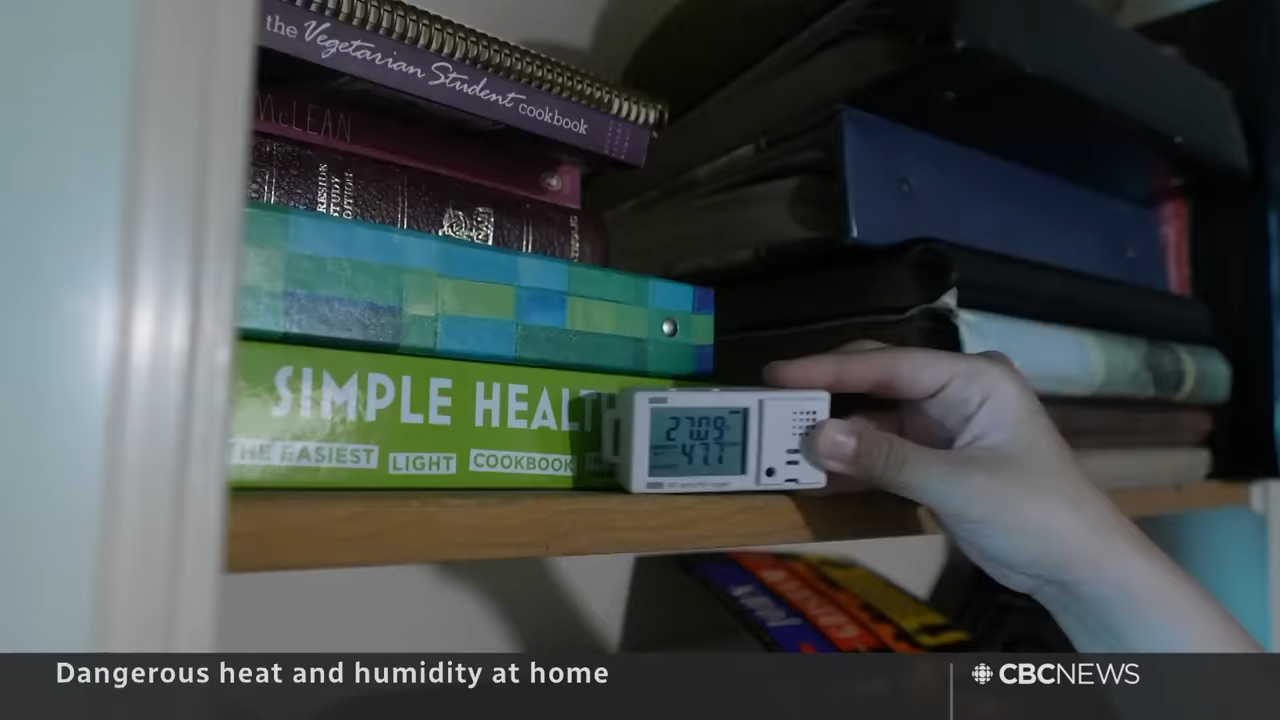 the Vegetarian Student cookbook
McLEAN
STUDY
SIMPLE HEALT
THE EASIEST LIGHT COOKBOOK
27.09
47.7
Dangerous heat and humidity at home
CBCNEWS